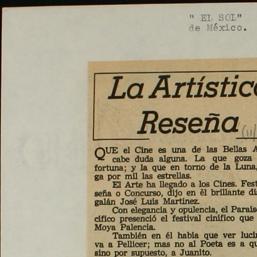 " EL SOL"
de México.
La Artístic
Reseña
QUE el Cine es una de las Bellas A
cabe duda alguna. La que goza
fortuna; y la que en torno de la Luna,
ga por mil las estrellas.
El Arte ha llegado a los Cines. Fest
seña o Concurso, dijo en él brillante di
galán José Luis Martínez.
Con elegancia y opulencia, el Paraís
cífico presenció el festival cinífico que
Moya Palencia.
También en él había que ver lucir
va a Pellicer; mas no al Poeta es a qu
sino por supuesto, a Juanito.